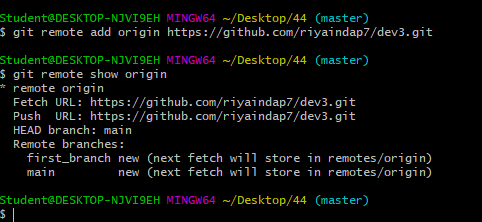 Student@DESKTOP-NJVI9EH MINGW64 ~/Desktop/44 (master)
$ git remote add origin https://github.com/riyaindap7/dev3.git
Student@DESKTOP-NJVI9EH MINGW64 ~/Desktop/44 (master)
$ git remote show origin
* remote origin
  Fetch URL: https://github.com/riyaindap7/dev3.git
  Push  URL: https://github.com/riyaindap7/dev3.git
  HEAD branch: main
  Remote branches:
    first_branch new (next fetch will store in remotes/origin)
    main         new (next fetch will store in remotes/origin)
Student@DESKTOP-NJVI9EH MINGW64 ~/Desktop/44 (master)
$